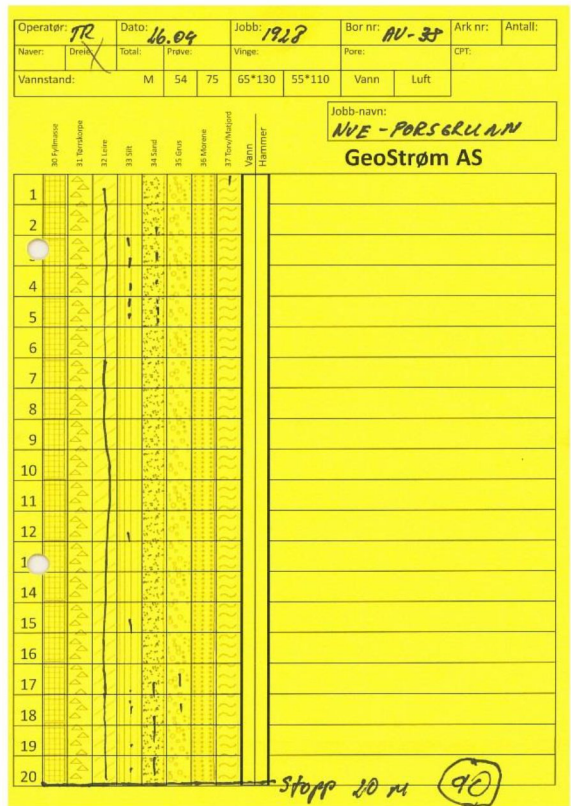 Operatør: TR Dato: 26.09 Jobb: 1928 Bor nr: AV-38 Ark nr: Antall:
Naver: Dreie: Total: Prøve: Vinge: Pore: CPT:
Vannstand: M 54 75 65*130 55*110 Vann Luft
Jobb-navn:
NVE - PORSGRUNN
GeoStrøm AS
30 Fyllmasse 31 Tørrskorpe 32 Leire 33 Silt 34 Sand 35 Grus 36 Morene 37 Torv/Matjord Vann Hammer
1
2
4
5
6
7
8
9
10
11
12
1
14
15
16
17
18
19
20
Stopp 20 M 90